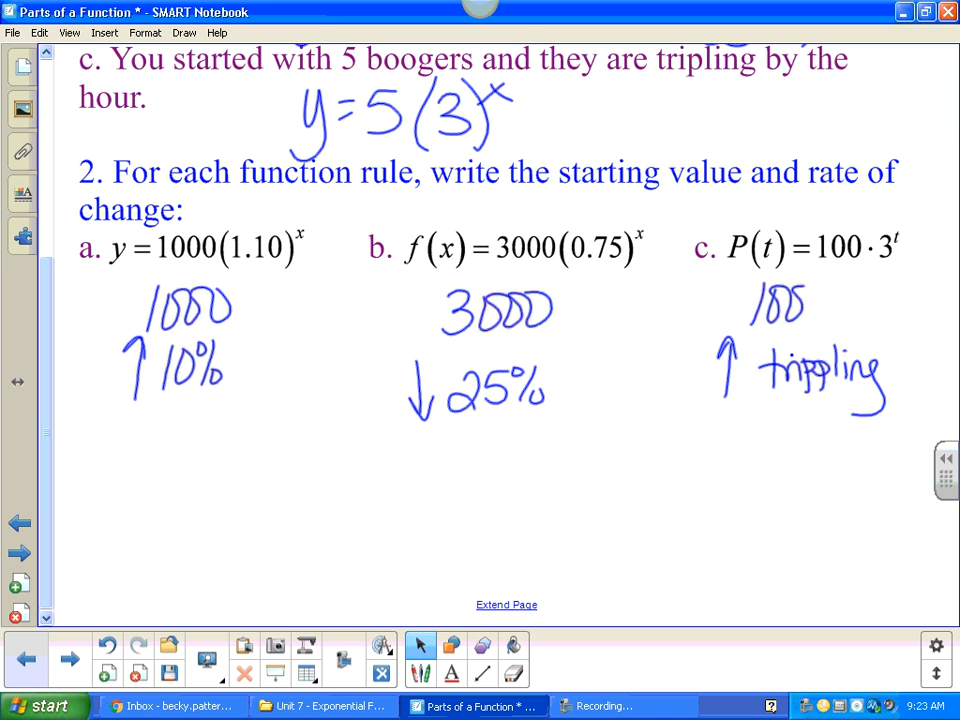 Parts of a Function * - SMART Notebook
File Edit View Insert Format Draw Help
c. You started with 5 boogers and they are tripling by the
hour.
y = 5 (3)^x
2. For each function rule, write the starting value and rate of
change:
a. y = 1000(1.10)^x b. f(x) = 3000(0.75)^x c. P(t) = 100 · 3^t
1000 3000 100
↑ 10% ↓ 25% ↑ trippling
Extend Page
start Inbox - becky.patter... Unit 7 - Exponential F... Parts of a Function * ... Recording... 9:23 AM